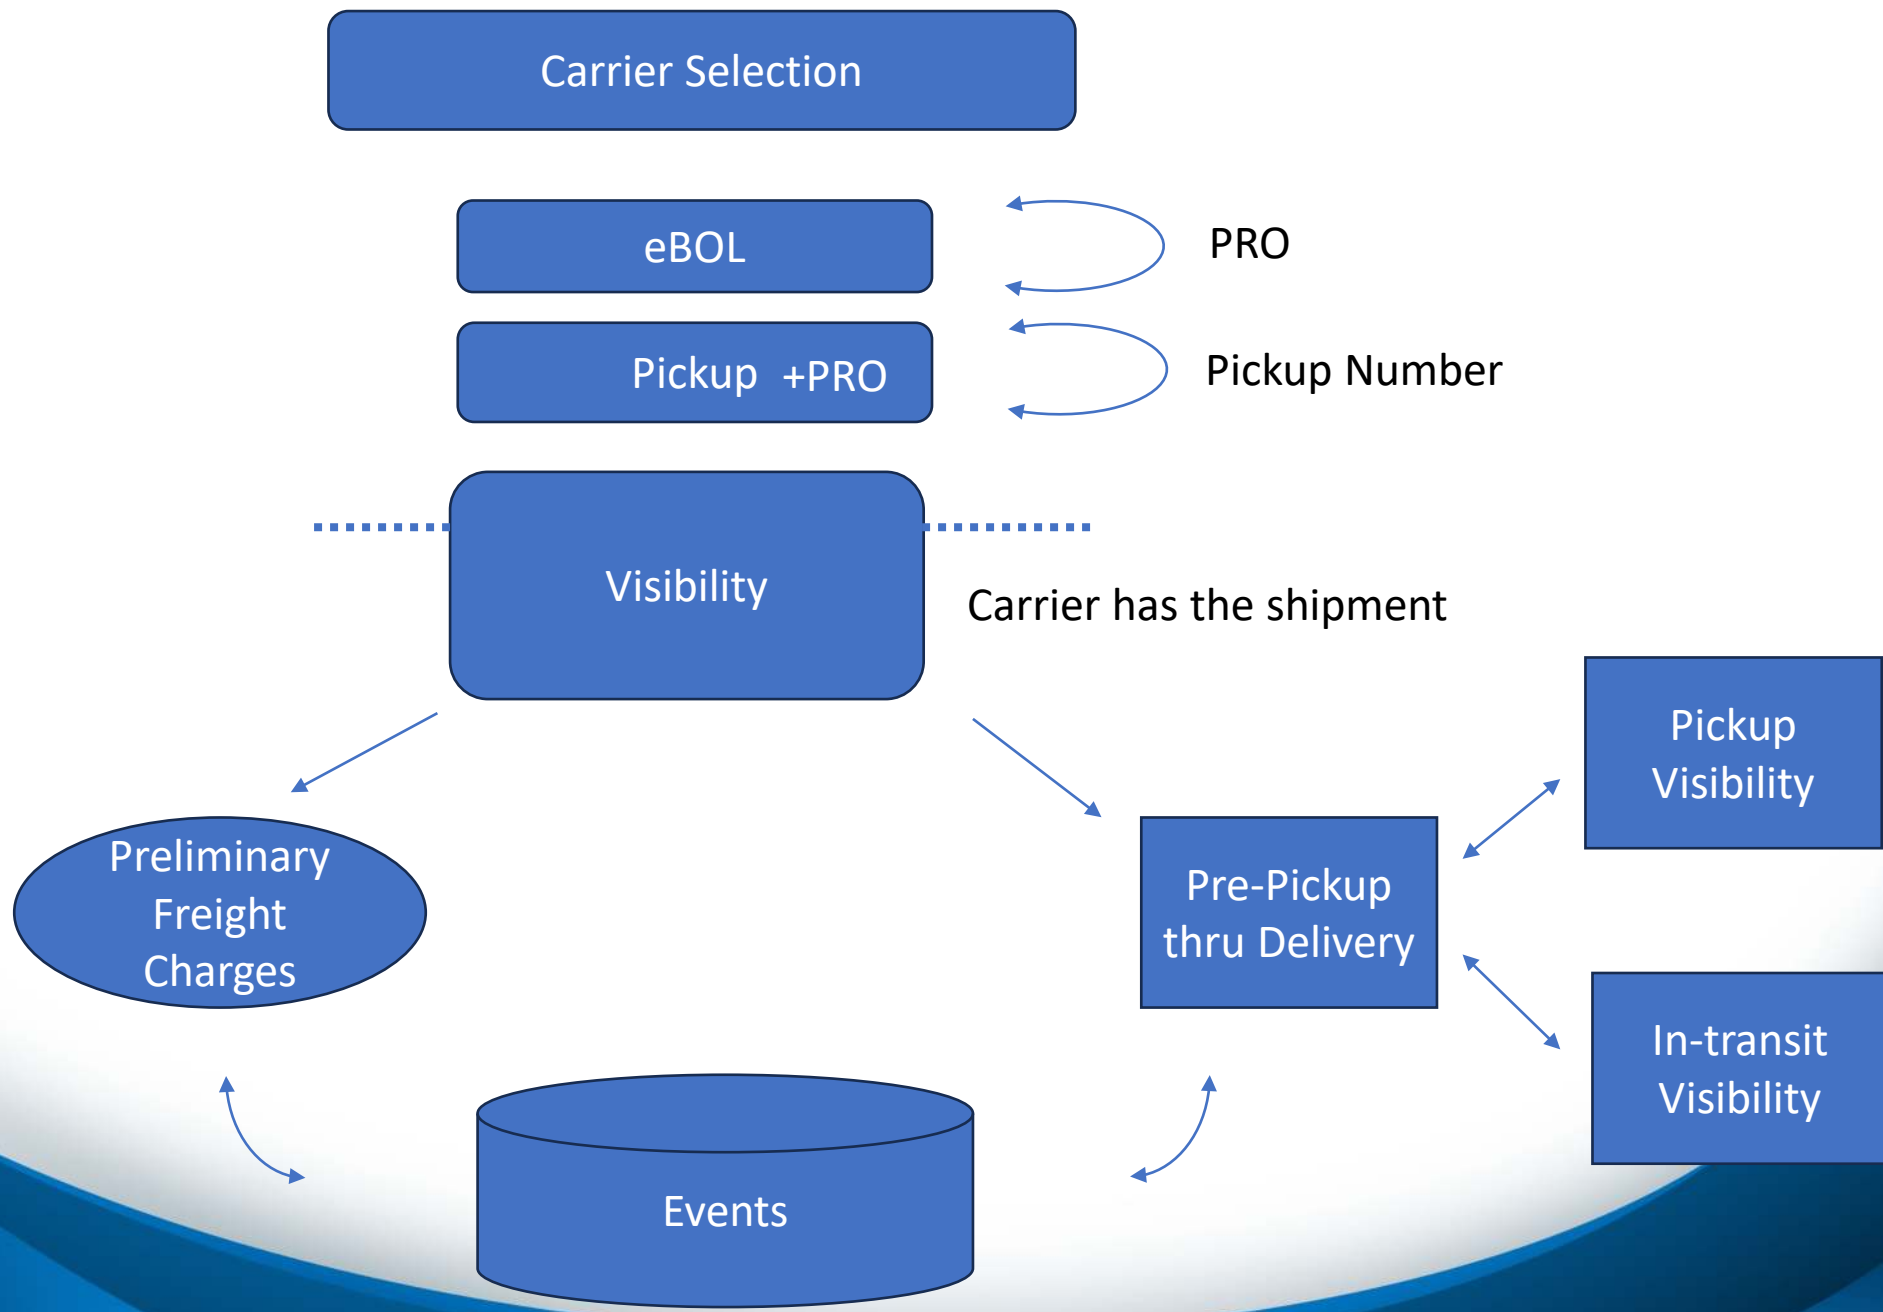 Carrier Selection
eBOL
PRO
Pickup +PRO
Pickup Number
Visibility
Carrier has the shipment
Pickup
Visibility
Preliminary
Freight
Charges
Pre-Pickup
thru Delivery
In-transit
Visibility
Events